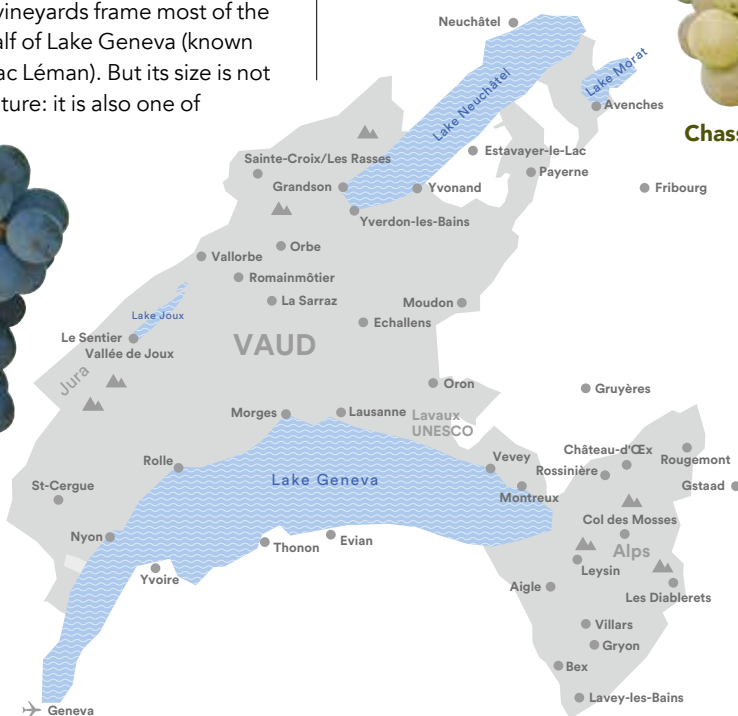 vineyards frame most of the
alf of Lake Geneva (known
ac Léman). But its size is not
ture: it is also one of
Chass
Neuchâtel
Lake Neuchâtel
Lake Morat
Avenches
Sainte-Croix/Les Rasses
Estavayer-le-Lac
Payerne
Grandson
Yvonand
Fribourg
Yverdon-les-Bains
Orbe
Vallorbe
Romainmôtier
La Sarraz
Moudon
Lake Joux
Echallens
Le Sentier
Vallée de Joux
VAUD
Jura
Oron
Gruyères
Morges
Lausanne
Lavaux
UNESCO
Rolle
Vevey
Château-d'Œx
Rougemont
Rossinière
Lake Geneva
St-Cergue
Montreux
Gstaad
Col des Mosses
Nyon
Thonon
Evian
Alps
Leysin
Yvoire
Aigle
Les Diablerets
Villars
Gryon
Bex
Lavey-les-Bains
Geneva